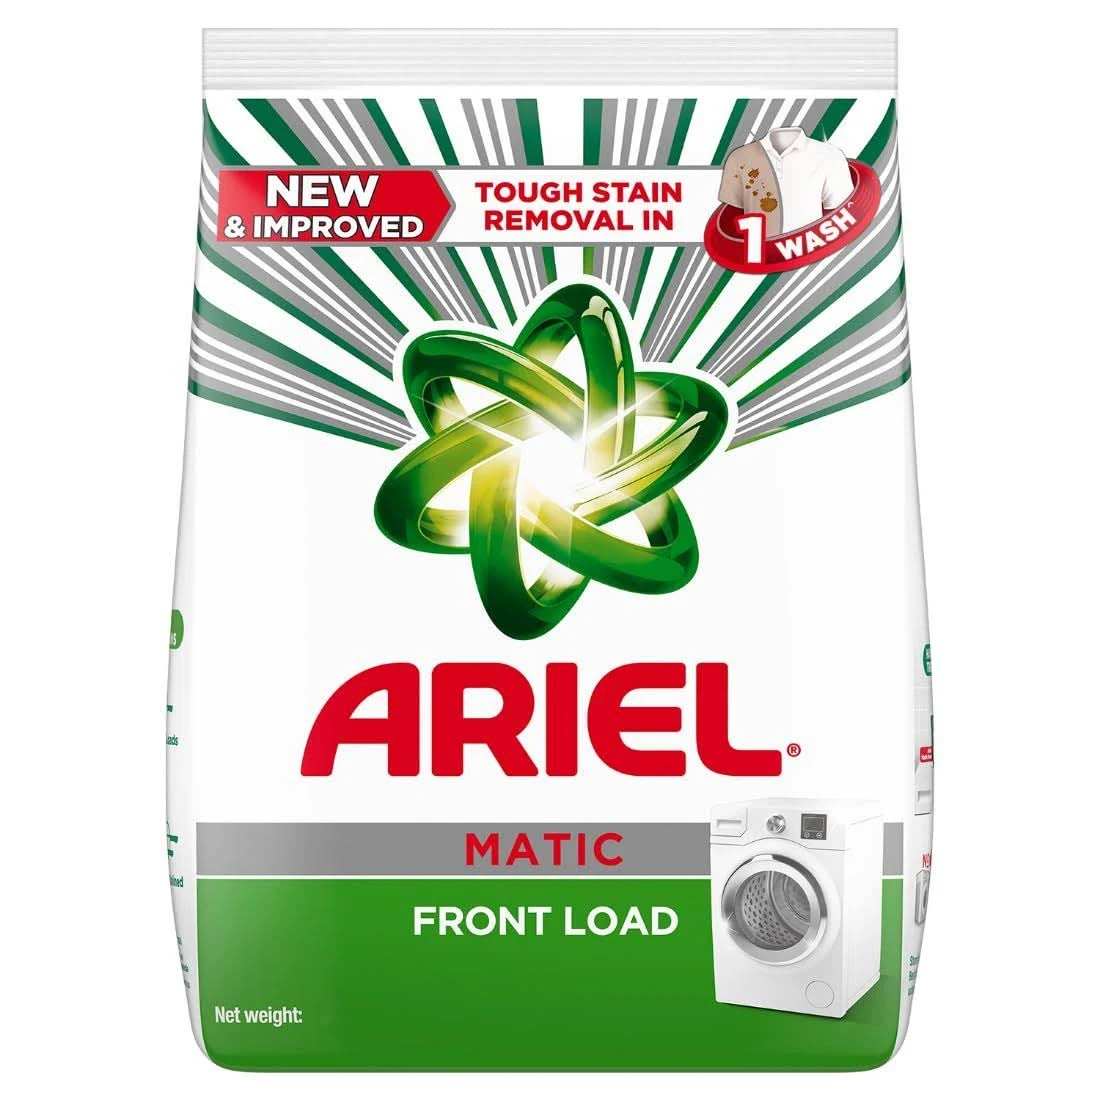 NEW
& IMPROVED
TOUGH STAIN
REMOVAL IN
1 WASH^
ARIEL®
MATIC
FRONT LOAD
Net weight: